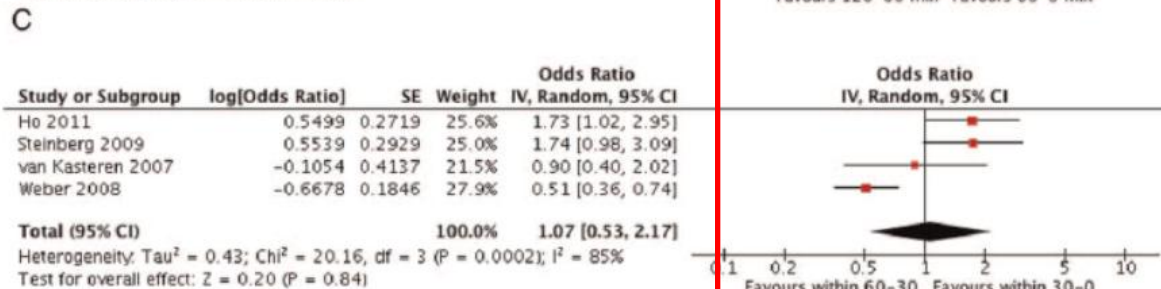 C
Odds Ratio Odds Ratio
Study or Subgroup log[Odds Ratio] SE Weight IV, Random, 95% CI IV, Random, 95% CI
Ho 2011 0.5499 0.2719 25.6% 1.73 [1.02, 2.95]
Steinberg 2009 0.5539 0.2929 25.0% 1.74 [0.98, 3.09]
van Kasteren 2007 -0.1054 0.4137 21.5% 0.90 [0.40, 2.02]
Weber 2008 -0.6678 0.1846 27.9% 0.51 [0.36, 0.74]
Total (95% CI) 100.0% 1.07 [0.53, 2.17]
Heterogeneity: Tau² = 0.43; Chi² = 20.16, df = 3 (P = 0.0002); I² = 85%
0.1 0.2 0.5 1 2 5 10
Test for overall effect: Z = 0.20 (P = 0.84)
Favours within 60-30 Favours within 30-0